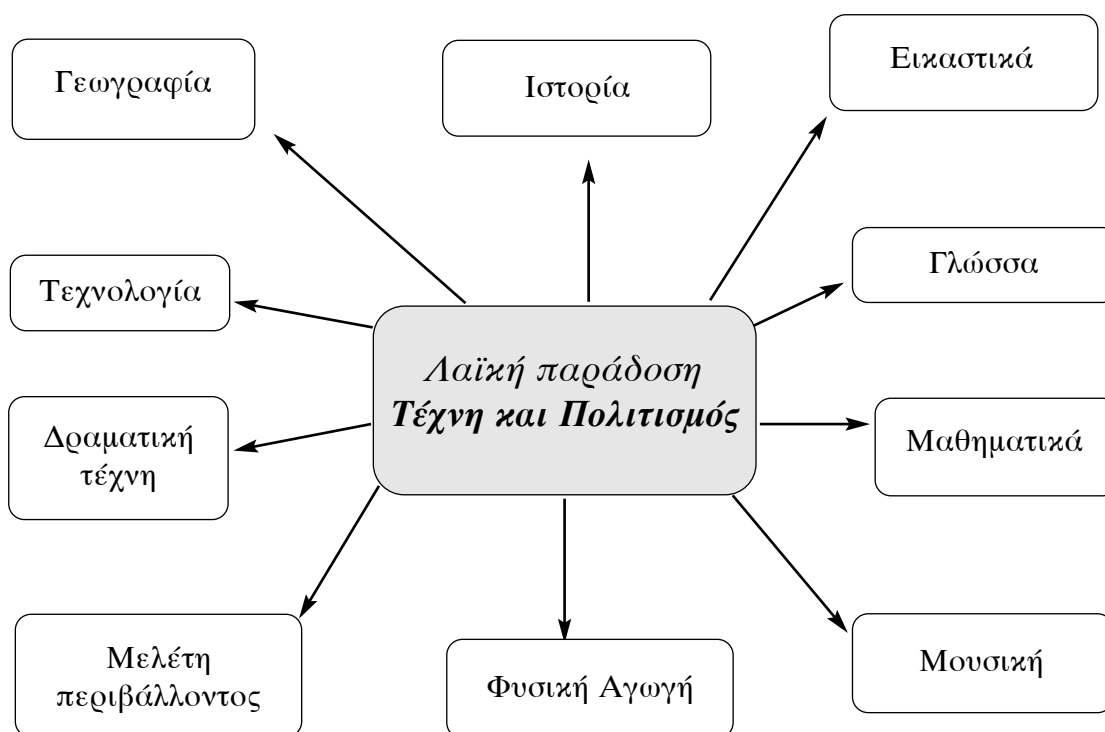 Γεωγραφία
Ιστορία
Εικαστικά
Τεχνολογία
Γλώσσα
Λαϊκή παράδοση
Τέχνη και Πολιτισμός
Δραματική
τέχνη
Μαθηματικά
Μελέτη
περιβάλλοντος
Φυσική Αγωγή
Μουσική